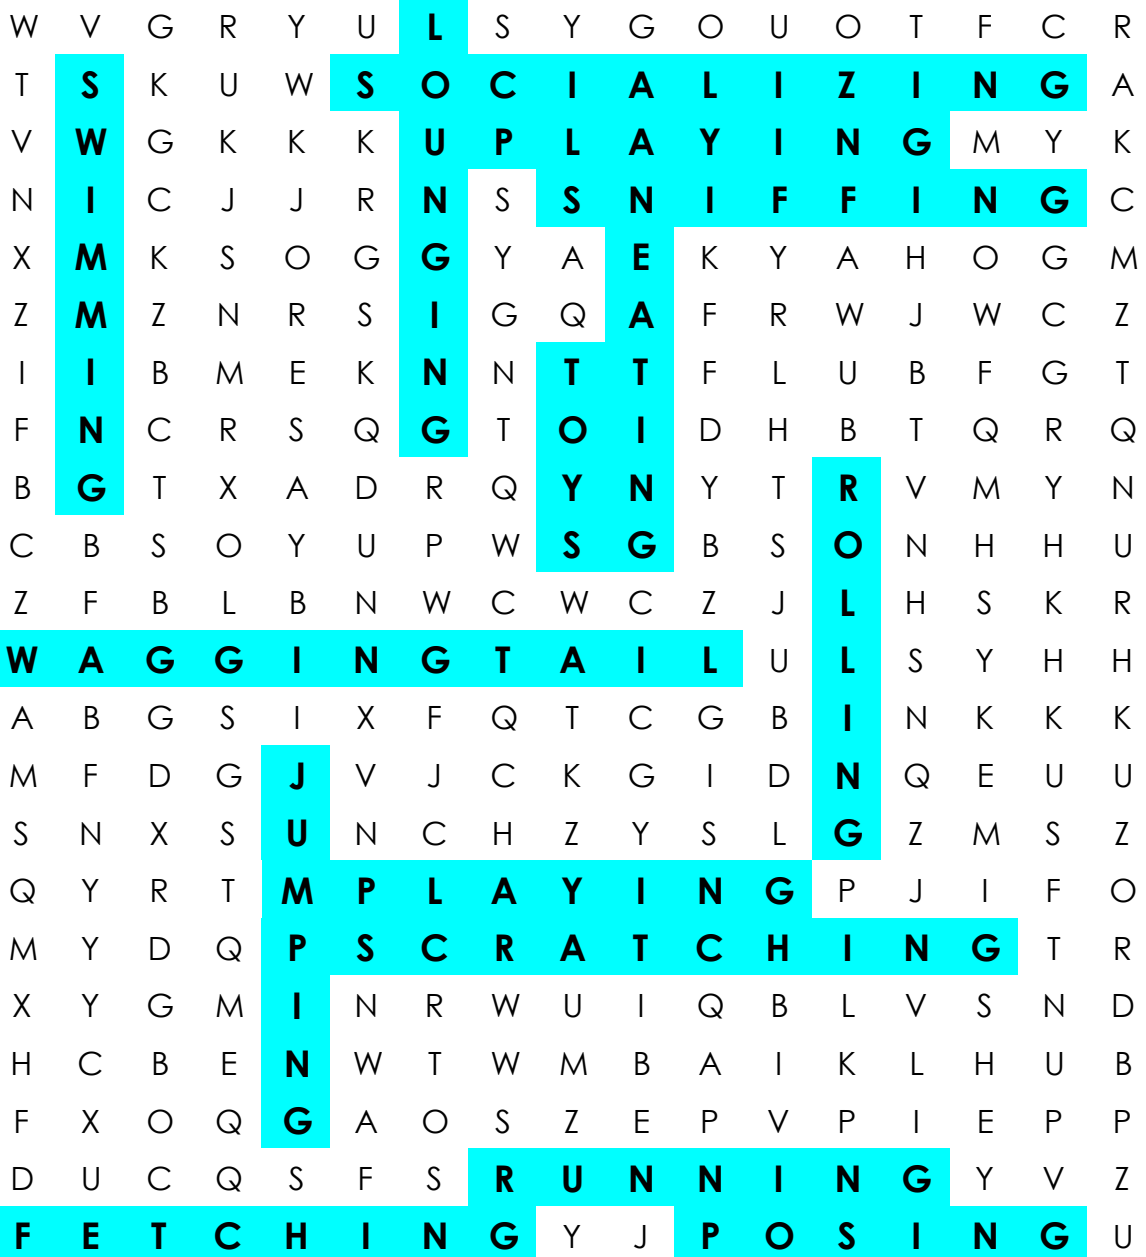 W V G R Y U L S Y G O U O T F C R
T S K U W S O C I A L I Z I N G A
V W G K K K U P L A Y I N G M Y K
N I C J J R N S S N I F F I N G C
X M K S O G G Y A E K Y A H O G M
Z M Z N R S I G Q A F R W J W C Z
I I B M E K N N T T F L U B F G T
F N C R S Q G T O I D H B T Q R Q
B G T X A D R Q Y N Y T R V M Y N
C B S O Y U P W S G B S O N H H U
Z F B L B N W C W C Z J L H S K R
W A G G I N G T A I L U L S Y H H
A B G S I X F Q T C G B I N K K K
M F D G J V J C K G I D N Q E U U
S N X S U N C H Z Y S L G Z M S Z
Q Y R T M P L A Y I N G P J I F O
M Y D Q P S C R A T C H I N G T R
X Y G M I N R W U I Q B L V S N D
H C B E N W T W M B A I K L H U B
F X O Q G A O S Z E P V P I E P P
D U C Q S F S R U N N I N G Y V Z
F E T C H I N G Y J P O S I N G U